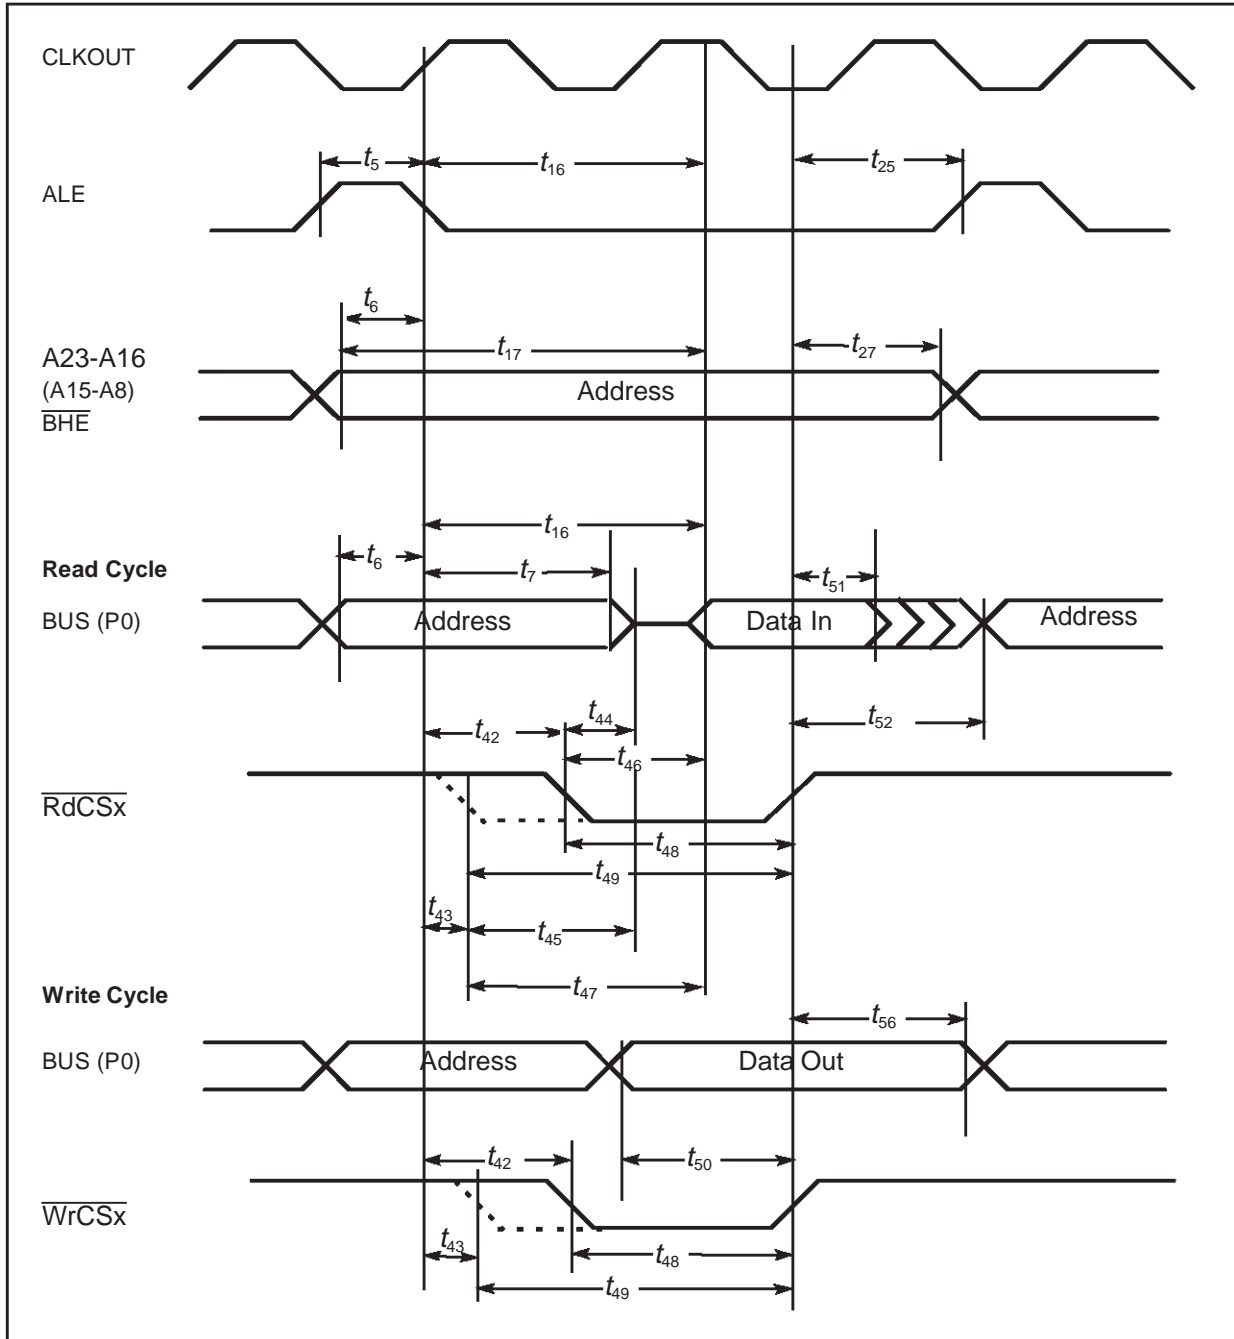 CLKOUT
t5
t16
t25
ALE
t6
A23-A16
t17
t27
(A15-A8)
Address
BHE
t16
Read Cycle
t6
t7
t51
BUS (P0)
Address
Data In
Address
t42
t44
t52
t46
RdCSx
t48
t49
t43
t45
t47
Write Cycle
t56
BUS (P0)
Address
Data Out
t42
t50
WrCSx
t43
t48
t49